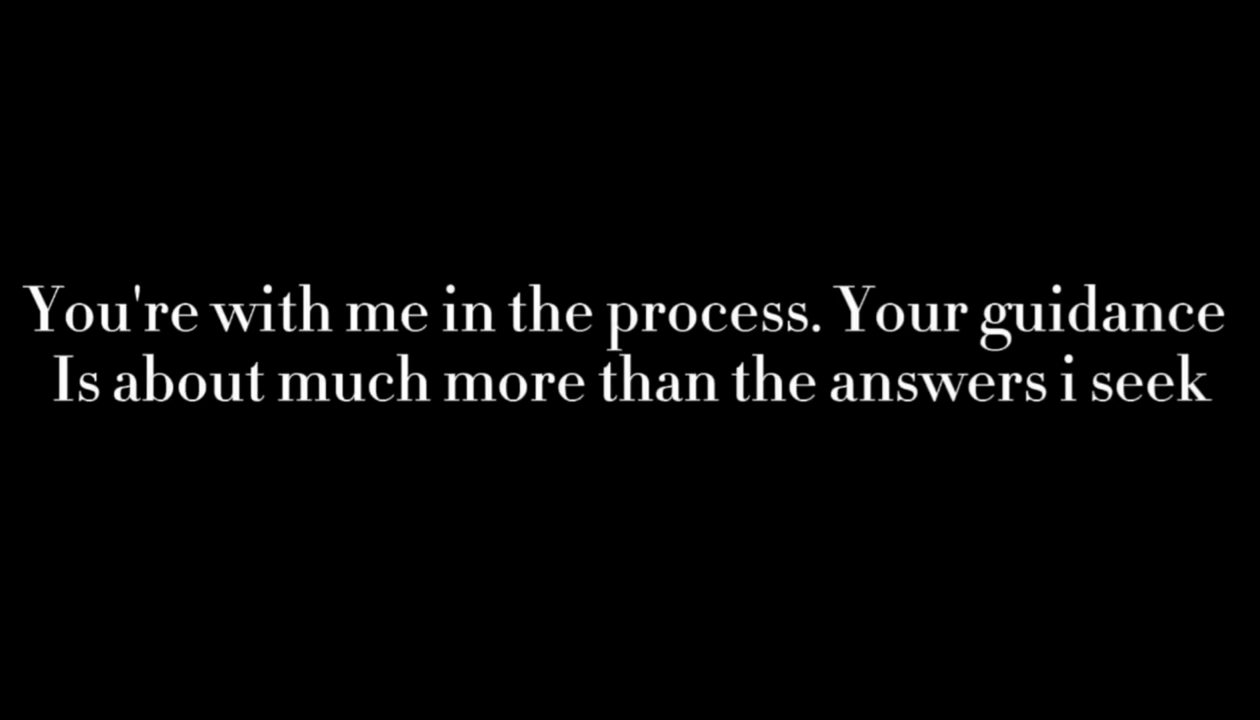 You're with me in the process. Your guidance
Is about much more than the answers i seek